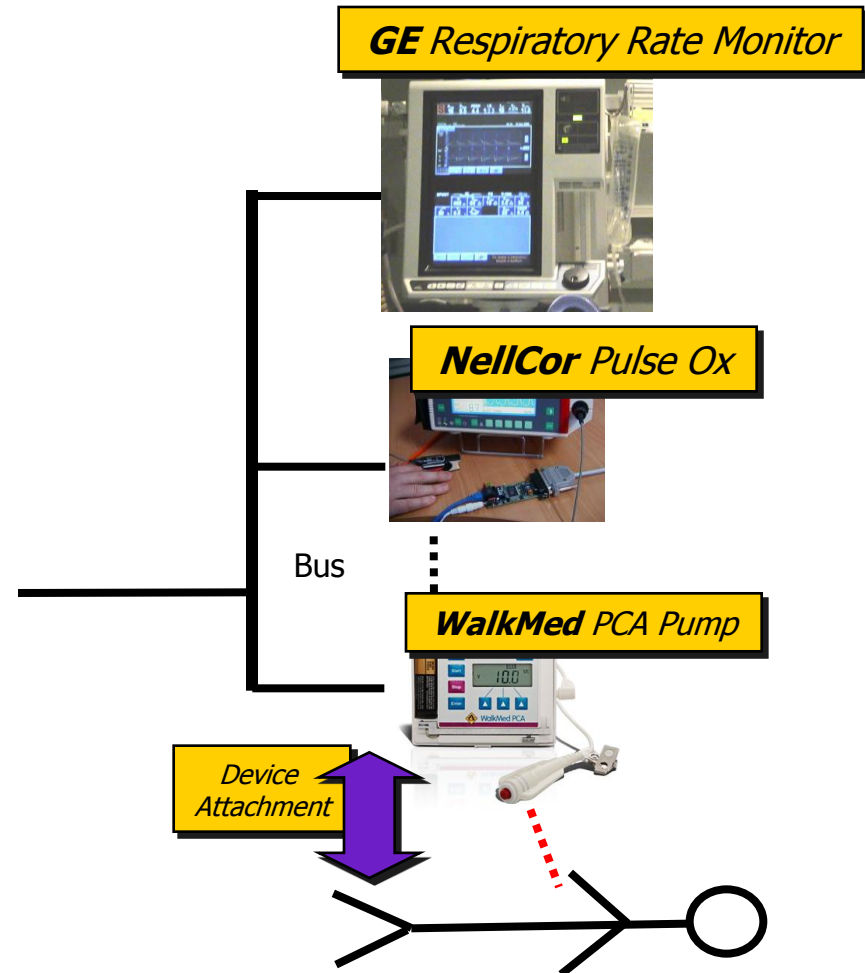 GE Respiratory Rate Monitor
NellCor Pulse Ox
Bus
WalkMed PCA Pump
Start
Stop
10.0
Enter
WalkMed PCA
Device
Attachment